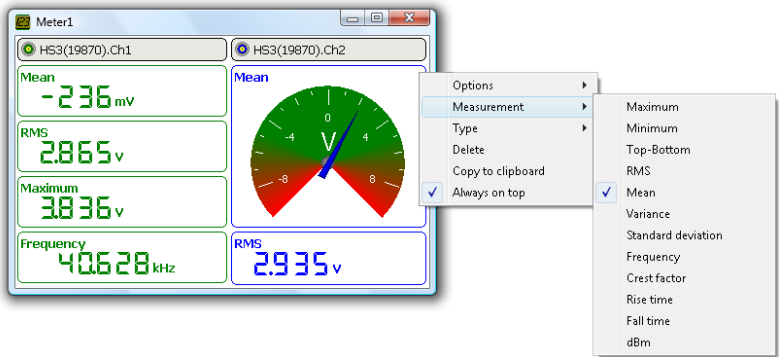 123 Meter1
HS3(19870).Ch1
HS3(19870).Ch2
Mean
-236 mV
RMS
2.865 V
Maximum
3.836 V
Frequency
40.628 kHz
Mean
-8
-4
0
4
8
V
RMS
2.935 V
Options
Measurement
Type
Delete
Copy to clipboard
Always on top
Maximum
Minimum
Top-Bottom
RMS
Mean
Variance
Standard deviation
Frequency
Crest factor
Rise time
Fall time
dBm